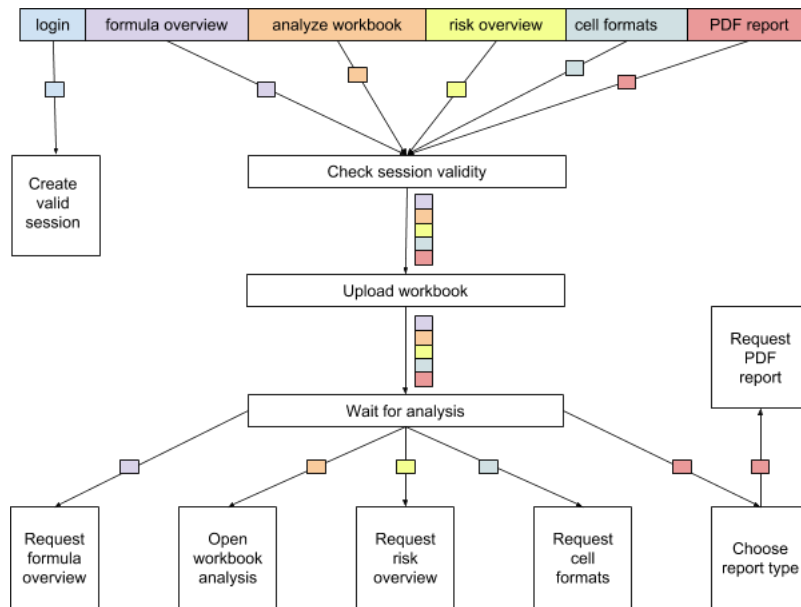 login formula overview analyze workbook risk overview cell formats PDF report
Check session validity
Create
valid
session
Upload workbook
Request
PDF
report
Wait for analysis
Request
formula
overview
Open
workbook
analysis
Request
risk
overview
Request
cell
formats
Choose
report type